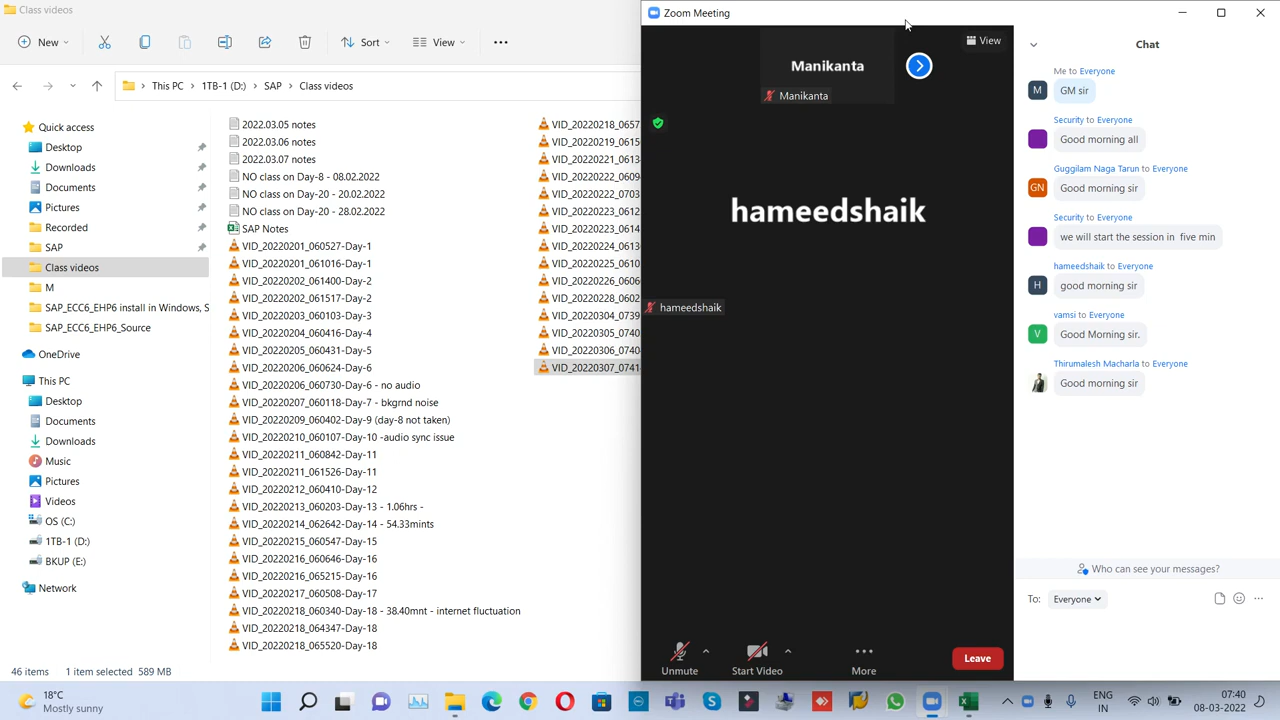 Class videos
New
Sort
View
This PC
1TB-1 (D:)
SAP
Class videos
Quick access
Desktop
Downloads
Documents
Pictures
Recorded
SAP
Class videos
M
SAP_ECC6_EHP6 install in Windows, S
SAP_ECC6_EHP6_Source
OneDrive
This PC
Desktop
Documents
Downloads
Music
Pictures
Videos
OS (C:)
1TB-1 (D:)
BKUP (E:)
Network
2022.03.05 notes
2022.03.06 notes
2022.03.07 notes
NO class on Day-8 - 08.02.2022
NO class on Day-20 - 26.02.2022
NO class on Day-20 - 28.02.2022
SAP Notes
VID_20220201_060327-Day-1
VID_20220201_061016-Day-1
VID_20220202_061400-Day-2
VID_20220202_061753-Day-2
VID_20220203_060103-Day-3
VID_20220204_060416-Day-4
VID_20220205_060431-Day-5
VID_20220206_060624-Day-6
VID_20220206_060730-Day-6 - no audio
VID_20220207_060118-Day-7 - bkgrnd noise
VID_20220209_060402-Day-9 (day-8 not taken)
VID_20220210_060107-Day-10 -audio sync issue
VID_20220211_060842-Day-11
VID_20220211_061526-Day-11
VID_20220212_060410-Day-12
VID_20220213_060203-Day-13 - 1.06hrs -
VID_20220214_062642-Day-14 - 54.33mints
VID_20220215_060547-Day-15
VID_20220216_060646-Day-16
VID_20220216_065215-Day-16
VID_20220217_060508-Day-17
VID_20220218_060340-Day-18 - 38.40mnt - internet fluctuation
VID_20220218_064347-Day-18
VID_20220218_065520-Day-18
VID_20220218_0657
VID_20220219_0615
VID_20220221_0613
VID_20220222_0609
VID_20220222_0703
VID_20220223_0612
VID_20220223_0614
VID_20220224_0613
VID_20220225_0610
VID_20220226_0606
VID_20220228_0602
VID_20220304_0739
VID_20220305_0740
VID_20220306_0740
VID_20220307_0741
46 items
1 item selected 589 MB
Zoom Meeting
View
Manikanta
Manikanta
hameedshaik
hameedshaik
Unmute
Start Video
More
Leave
Chat
Me to Everyone
M
GM sir
Security to Everyone
Good morning all
Guggilam Naga Tarun to Everyone
GN
Good morning sir
Security to Everyone
we will start the session in five min
hameedshaik to Everyone
H
good morning sir
vamsi to Everyone
V
Good Morning sir.
Thirumalesh Macharla to Everyone
Good morning sir
Who can see your messages?
To: Everyone
18°C
Mostly sunny
ENG
IN
07:40
08-03-2022